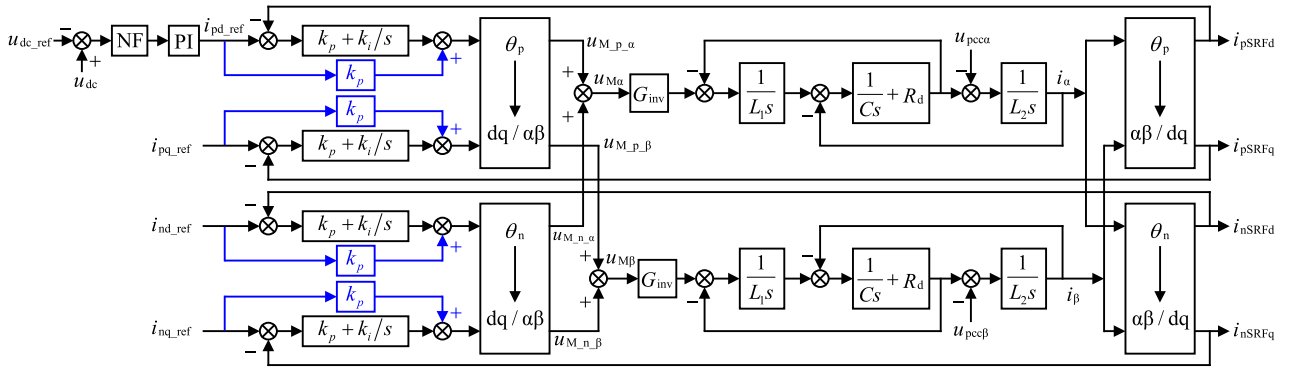 u_dc_ref − NF PI i_pd_ref − k_p + k_i/s θ_p u_M_p_α − u_pccα − θ_p i_pSRFd
u_dc + k_p + + u_Mα G_inv 1/(L_1 s) − 1/(Cs) + R_d 1/(L_2 s) i_α
k_p + + dq / αβ αβ / dq
i_pq_ref − k_p + k_i/s u_M_p_β i_pSRFq
i_nd_ref − k_p + k_i/s θ_n u_M_n_α θ_n i_nSRFd
k_p + + u_Mβ G_inv − 1/(L_1 s) − 1/(Cs) + R_d − 1/(L_2 s) i_β
k_p + + dq / αβ u_pccβ αβ / dq
i_nq_ref − k_p + k_i/s u_M_n_β i_nSRFq